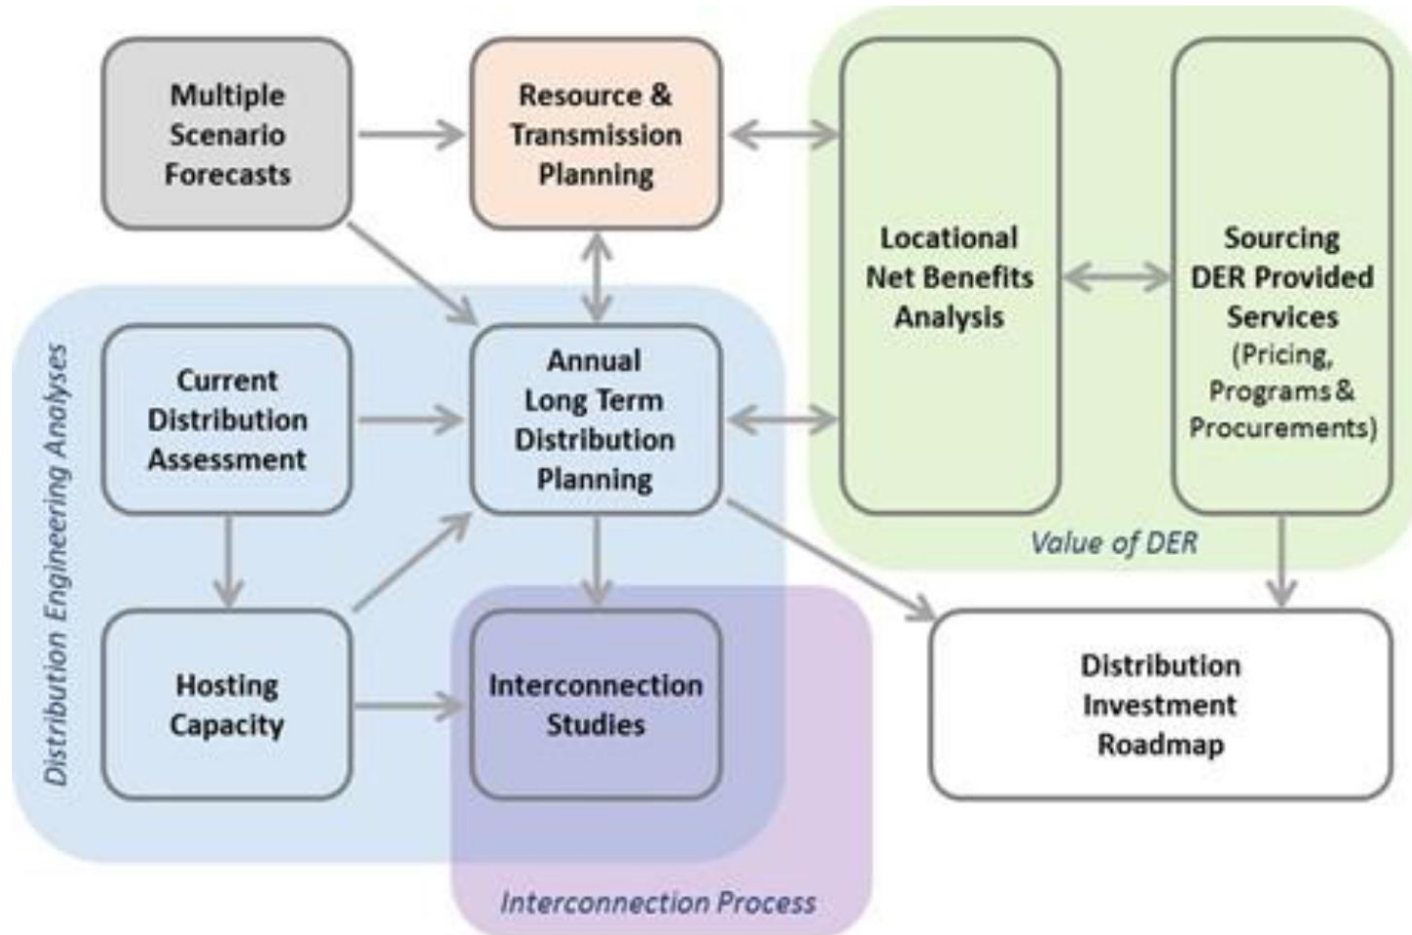 Multiple
Scenario
Forecasts
Resource &
Transmission
Planning
Locational
Net Benefits
Analysis
Sourcing
DER Provided
Services
(Pricing,
Programs &
Procurements)
Value of DER
Distribution Engineering Analyses
Current
Distribution
Assessment
Annual
Long Term
Distribution
Planning
Hosting
Capacity
Interconnection
Studies
Distribution
Investment
Roadmap
Interconnection Process